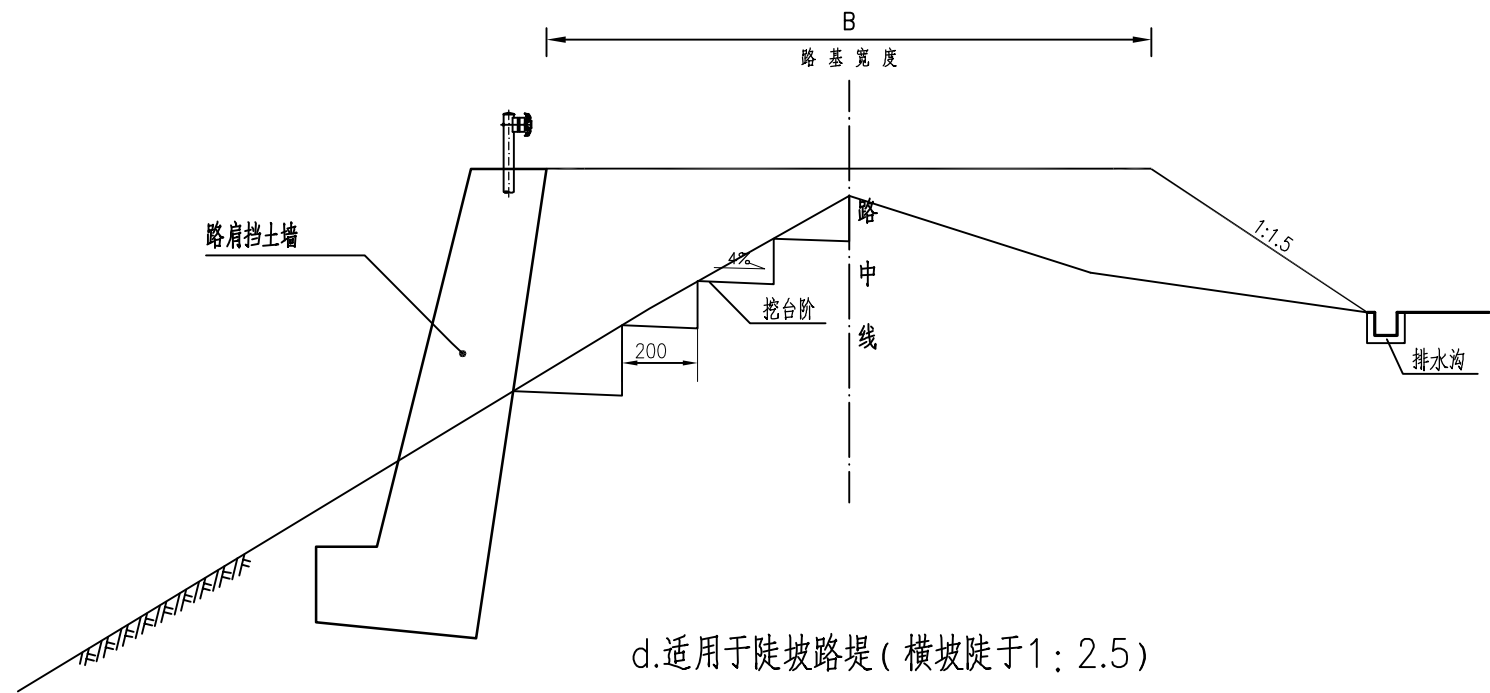 B
路基宽度
路肩挡土墙
1:1.5
路
中
线
4%
挖台阶
200
排水沟
d.适用于陡坡路堤(横坡陡于1:2.5)